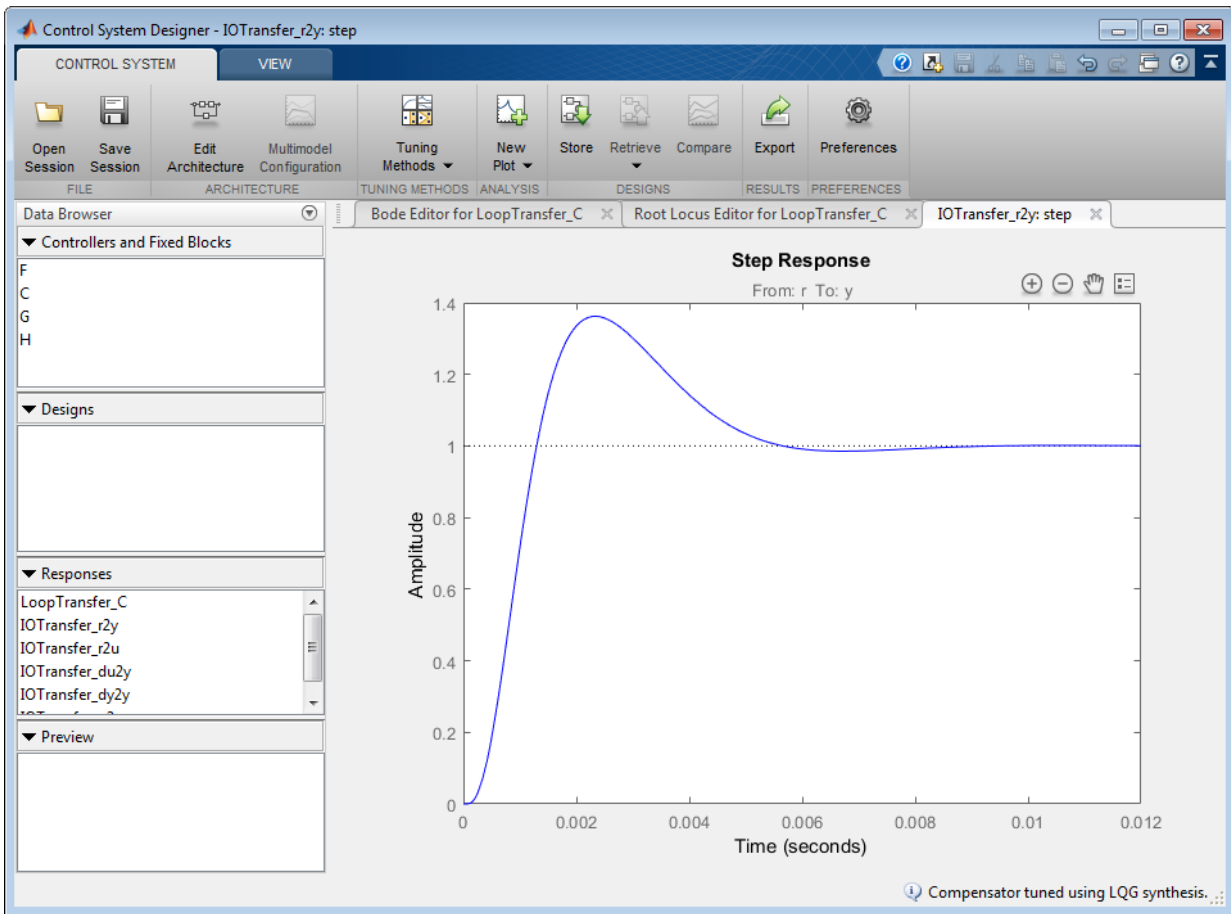 Control System Designer - IOTransfer_r2y: step
CONTROL SYSTEM
VIEW
Open Session
Save Session
Edit Architecture
Multimodel Configuration
Tuning Methods
New Plot
Store
Retrieve
Compare
Export
Preferences
FILE
ARCHITECTURE
TUNING METHODS
ANALYSIS
DESIGNS
RESULTS
PREFERENCES
Data Browser
Controllers and Fixed Blocks
F
C
G
H
Designs
Responses
LoopTransfer_C
IOTransfer_r2y
IOTransfer_r2u
IOTransfer_du2y
IOTransfer_dy2y
Preview
Bode Editor for LoopTransfer_C
Root Locus Editor for LoopTransfer_C
IOTransfer_r2y: step
Step Response
From: r To: y
Amplitude
1.4
1.2
1
0.8
0.6
0.4
0.2
0
0
0.002
0.004
0.006
0.008
0.01
0.012
Time (seconds)
Compensator tuned using LQG synthesis.